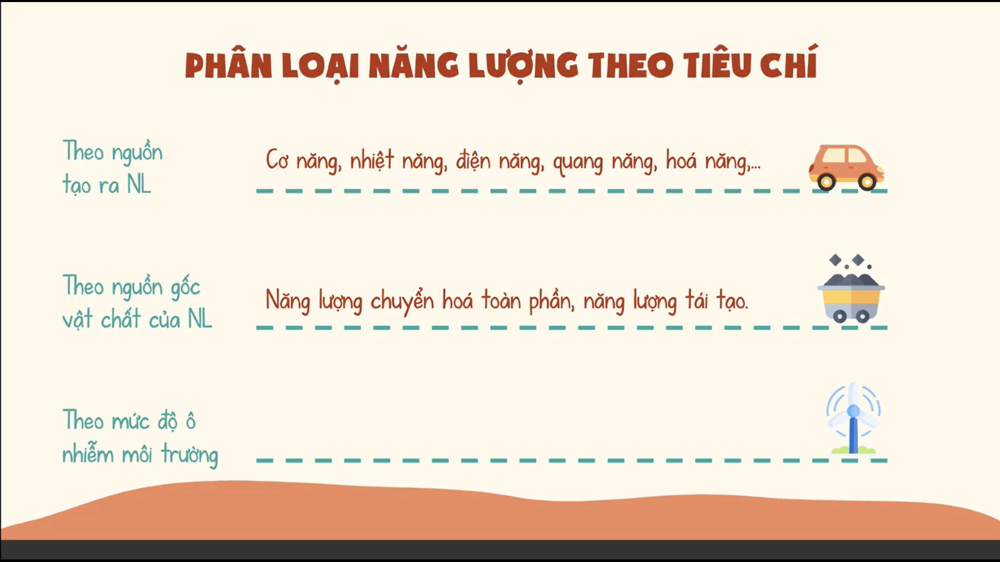 PHÂN LOẠI NĂNG LƯỢNG THEO TIÊU CHÍ
Theo nguồn
tạo ra NL
Cơ năng, nhiệt năng, điện năng, quang năng, hoá năng,...
Theo nguồn gốc
vật chất của NL
Năng lượng chuyển hoá toàn phần, năng lượng tái tạo.
Theo mức độ ô
nhiễm môi trường